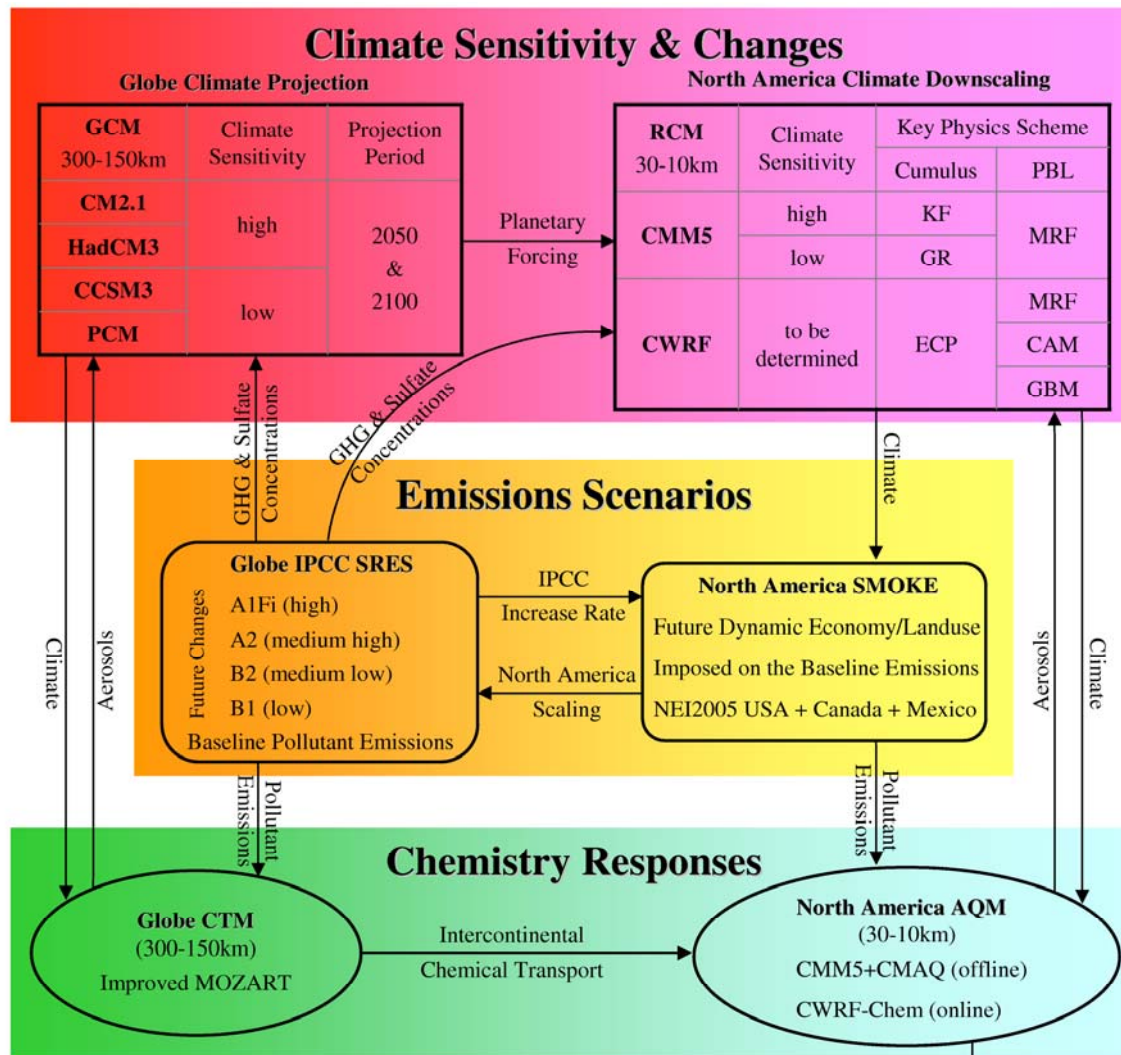 Climate Sensitivity & Changes
Globe Climate Projection
GCM
300-150km
Climate
Sensitivity
Projection
Period
CM2.1
HadCM3
CCSM3
PCM
high
low
2050
&
2100
Planetary
Forcing
North America Climate Downscaling
RCM
30-10km
Climate
Sensitivity
Key Physics Scheme
Cumulus
PBL
CMM5
high
KF
MRF
low
GR
CWRF
to be
determined
ECP
MRF
CAM
GBM
GHG & Sulfate
Concentrations
GHG & Sulfate
Concentrations
Climate
Emissions Scenarios
Globe IPCC SRES
Future Changes
A1Fi (high)
A2 (medium high)
B2 (medium low)
B1 (low)
Baseline Pollutant Emissions
IPCC
Increase Rate
North America
Scaling
North America SMOKE
Future Dynamic Economy/Landuse
Imposed on the Baseline Emissions
NEI2005 USA + Canada + Mexico
Climate
Aerosols
Aerosols
Climate
Pollutant
Emissions
Pollutant
Emissions
Chemistry Responses
Globe CTM
(300-150km)
Improved MOZART
Intercontinental
Chemical Transport
North America AQM
(30-10km)
CMM5+CMAQ (offline)
CWRF-Chem (online)